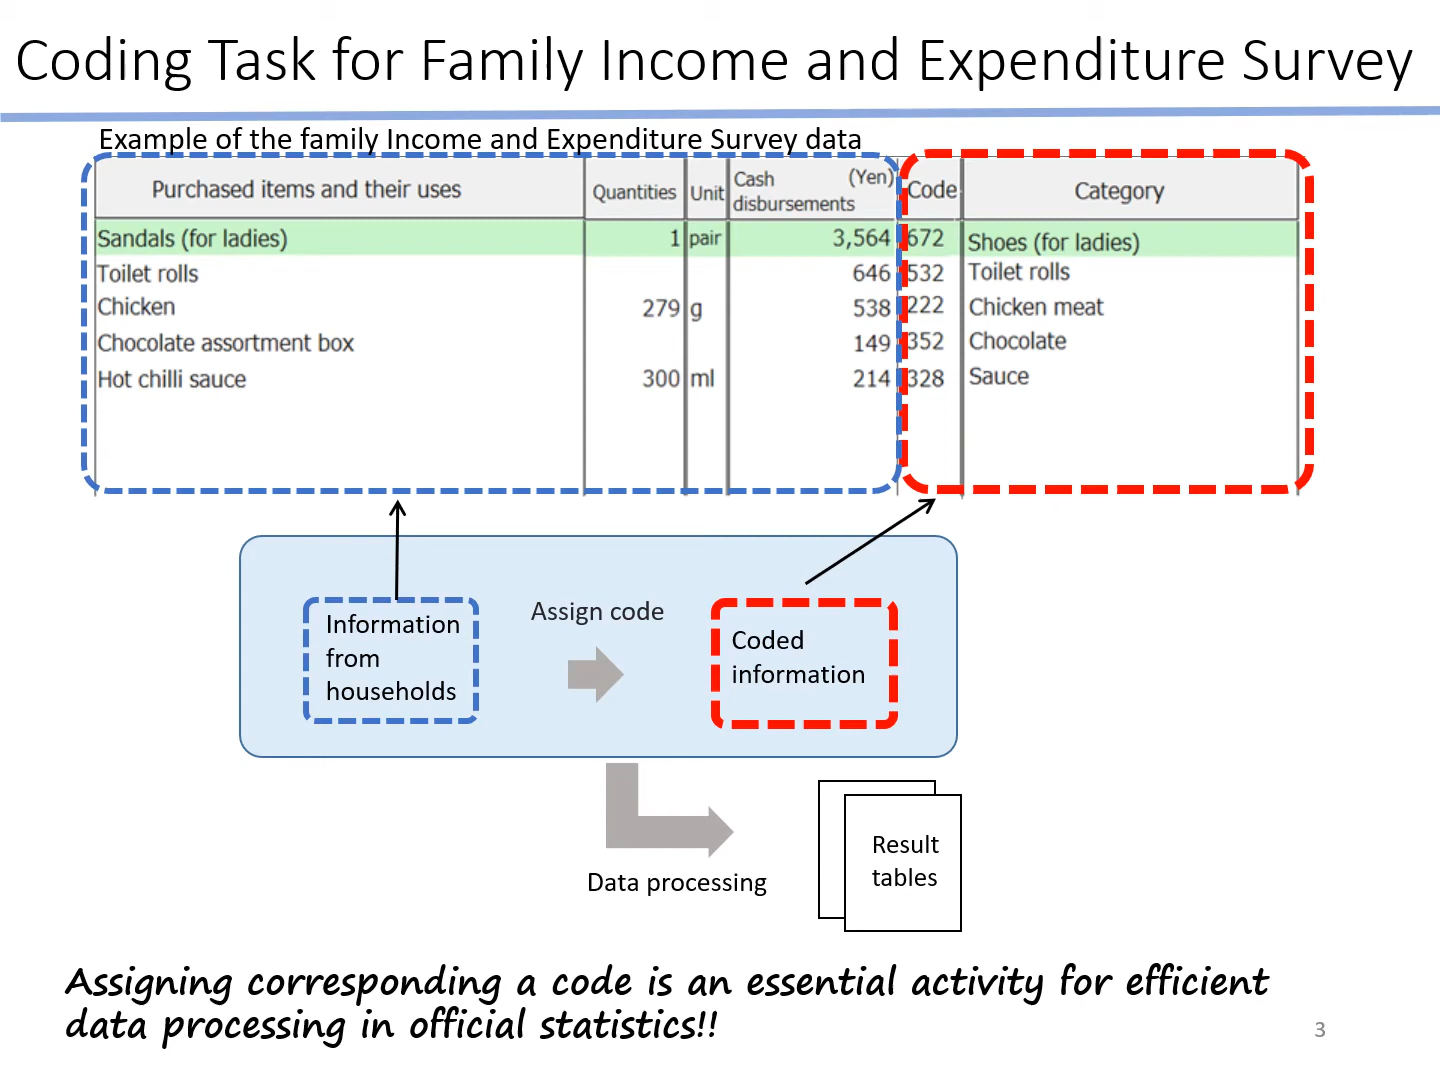 Coding Task for Family Income and Expenditure Survey
Example of the family Income and Expenditure Survey data
Purchased items and their uses Quantities Unit Cash disbursements (Yen) Code Category
Sandals (for ladies) 1 pair 3,564 672 Shoes (for ladies)
Toilet rolls 646 532 Toilet rolls
Chicken 279 g 538 222 Chicken meat
Chocolate assortment box 149 352 Chocolate
Hot chilli sauce 300 ml 214 328 Sauce
Information
from
households
Assign code
Coded
information
Data processing
Result
tables
Assigning corresponding a code is an essential activity for efficient
data processing in official statistics!!
3